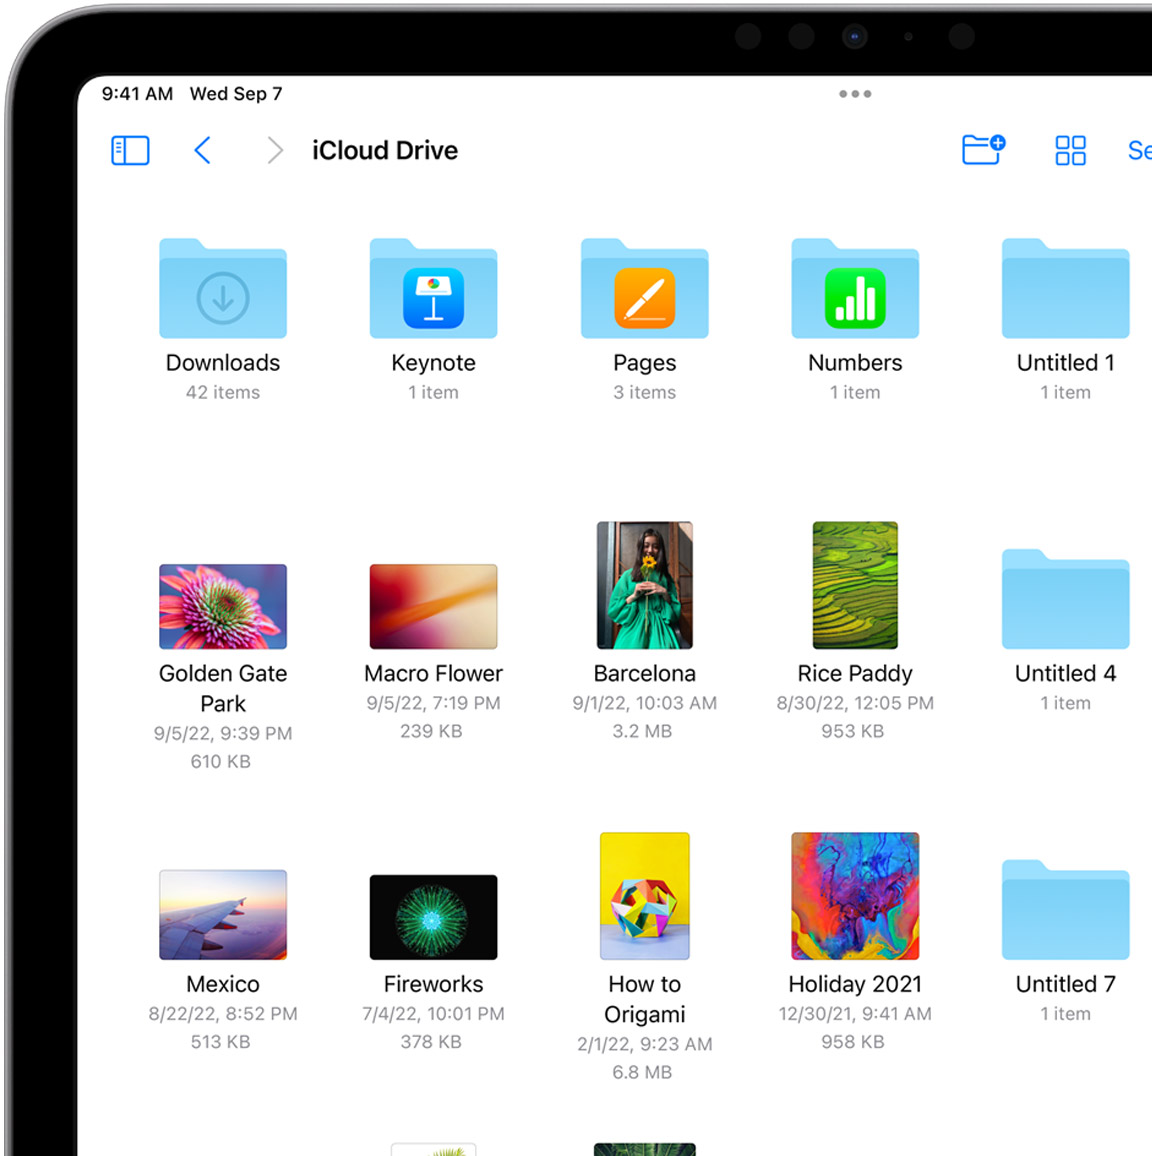 9:41 AM Wed Sep 7
iCloud Drive
Se
Downloads
42 items
Keynote
1 item
Pages
3 items
Numbers
1 item
Untitled 1
1 item
Golden Gate
Park
9/5/22, 9:39 PM
610 KB
Macro Flower
9/5/22, 7:19 PM
239 KB
Barcelona
9/1/22, 10:03 AM
3.2 MB
Rice Paddy
8/30/22, 12:05 PM
953 KB
Untitled 4
1 item
Mexico
8/22/22, 8:52 PM
513 KB
Fireworks
7/4/22, 10:01 PM
378 KB
How to
Origami
2/1/22, 9:23 AM
6.8 MB
Holiday 2021
12/30/21, 9:41 AM
958 KB
Untitled 7
1 item